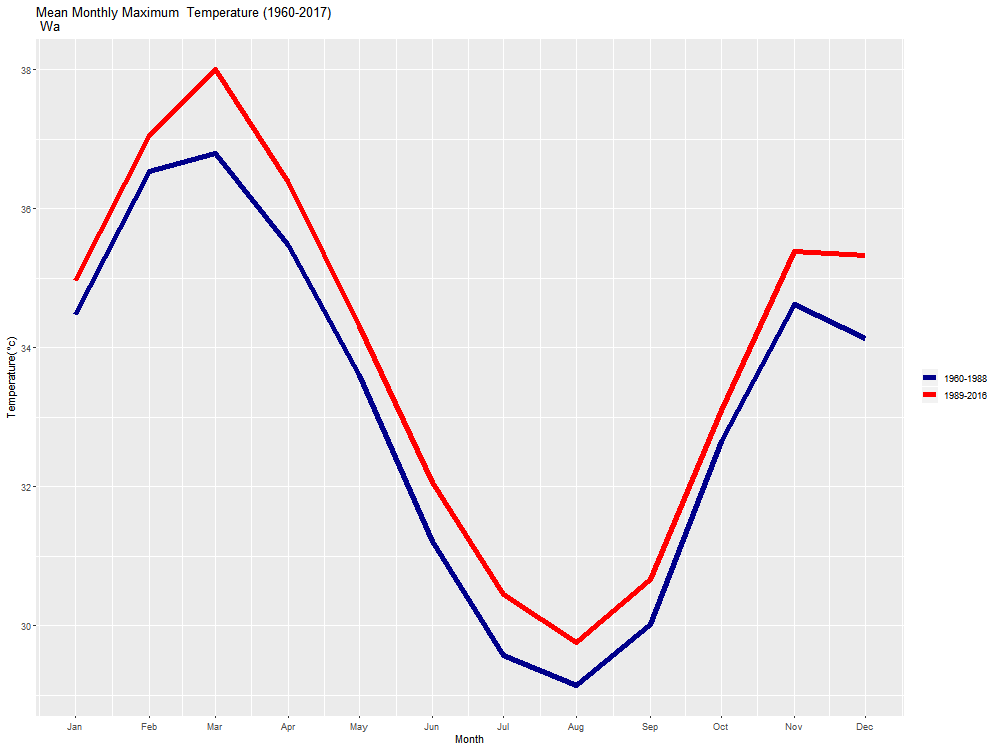 Mean Monthly Maximum  Temperature (1960-2017)
Wa
38
36
34
32
30
Temperature(°c)
Jan Feb Mar Apr May Jun Jul Aug Sep Oct Nov Dec
Month
1960-1988
1989-2016